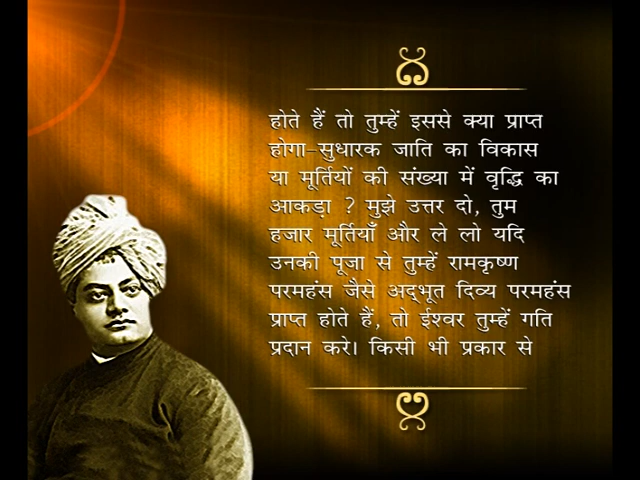 होते हैं तो तुम्हें इससे क्या प्राप्त
होगा–सुधारक जाति का विकास
या मूर्तियों की संख्या में वृद्धि का
आकड़ा ? मुझे उत्तर दो, तुम
हजार मूर्तियाँ और ले लो यदि
उनकी पूजा से तुम्हें रामकृष्ण
परमहंस जैसे अद्‌भूत दिव्य परमहंस
प्राप्त होते हैं, तो ईश्वर तुम्हें गति
प्रदान करे। किसी भी प्रकार से